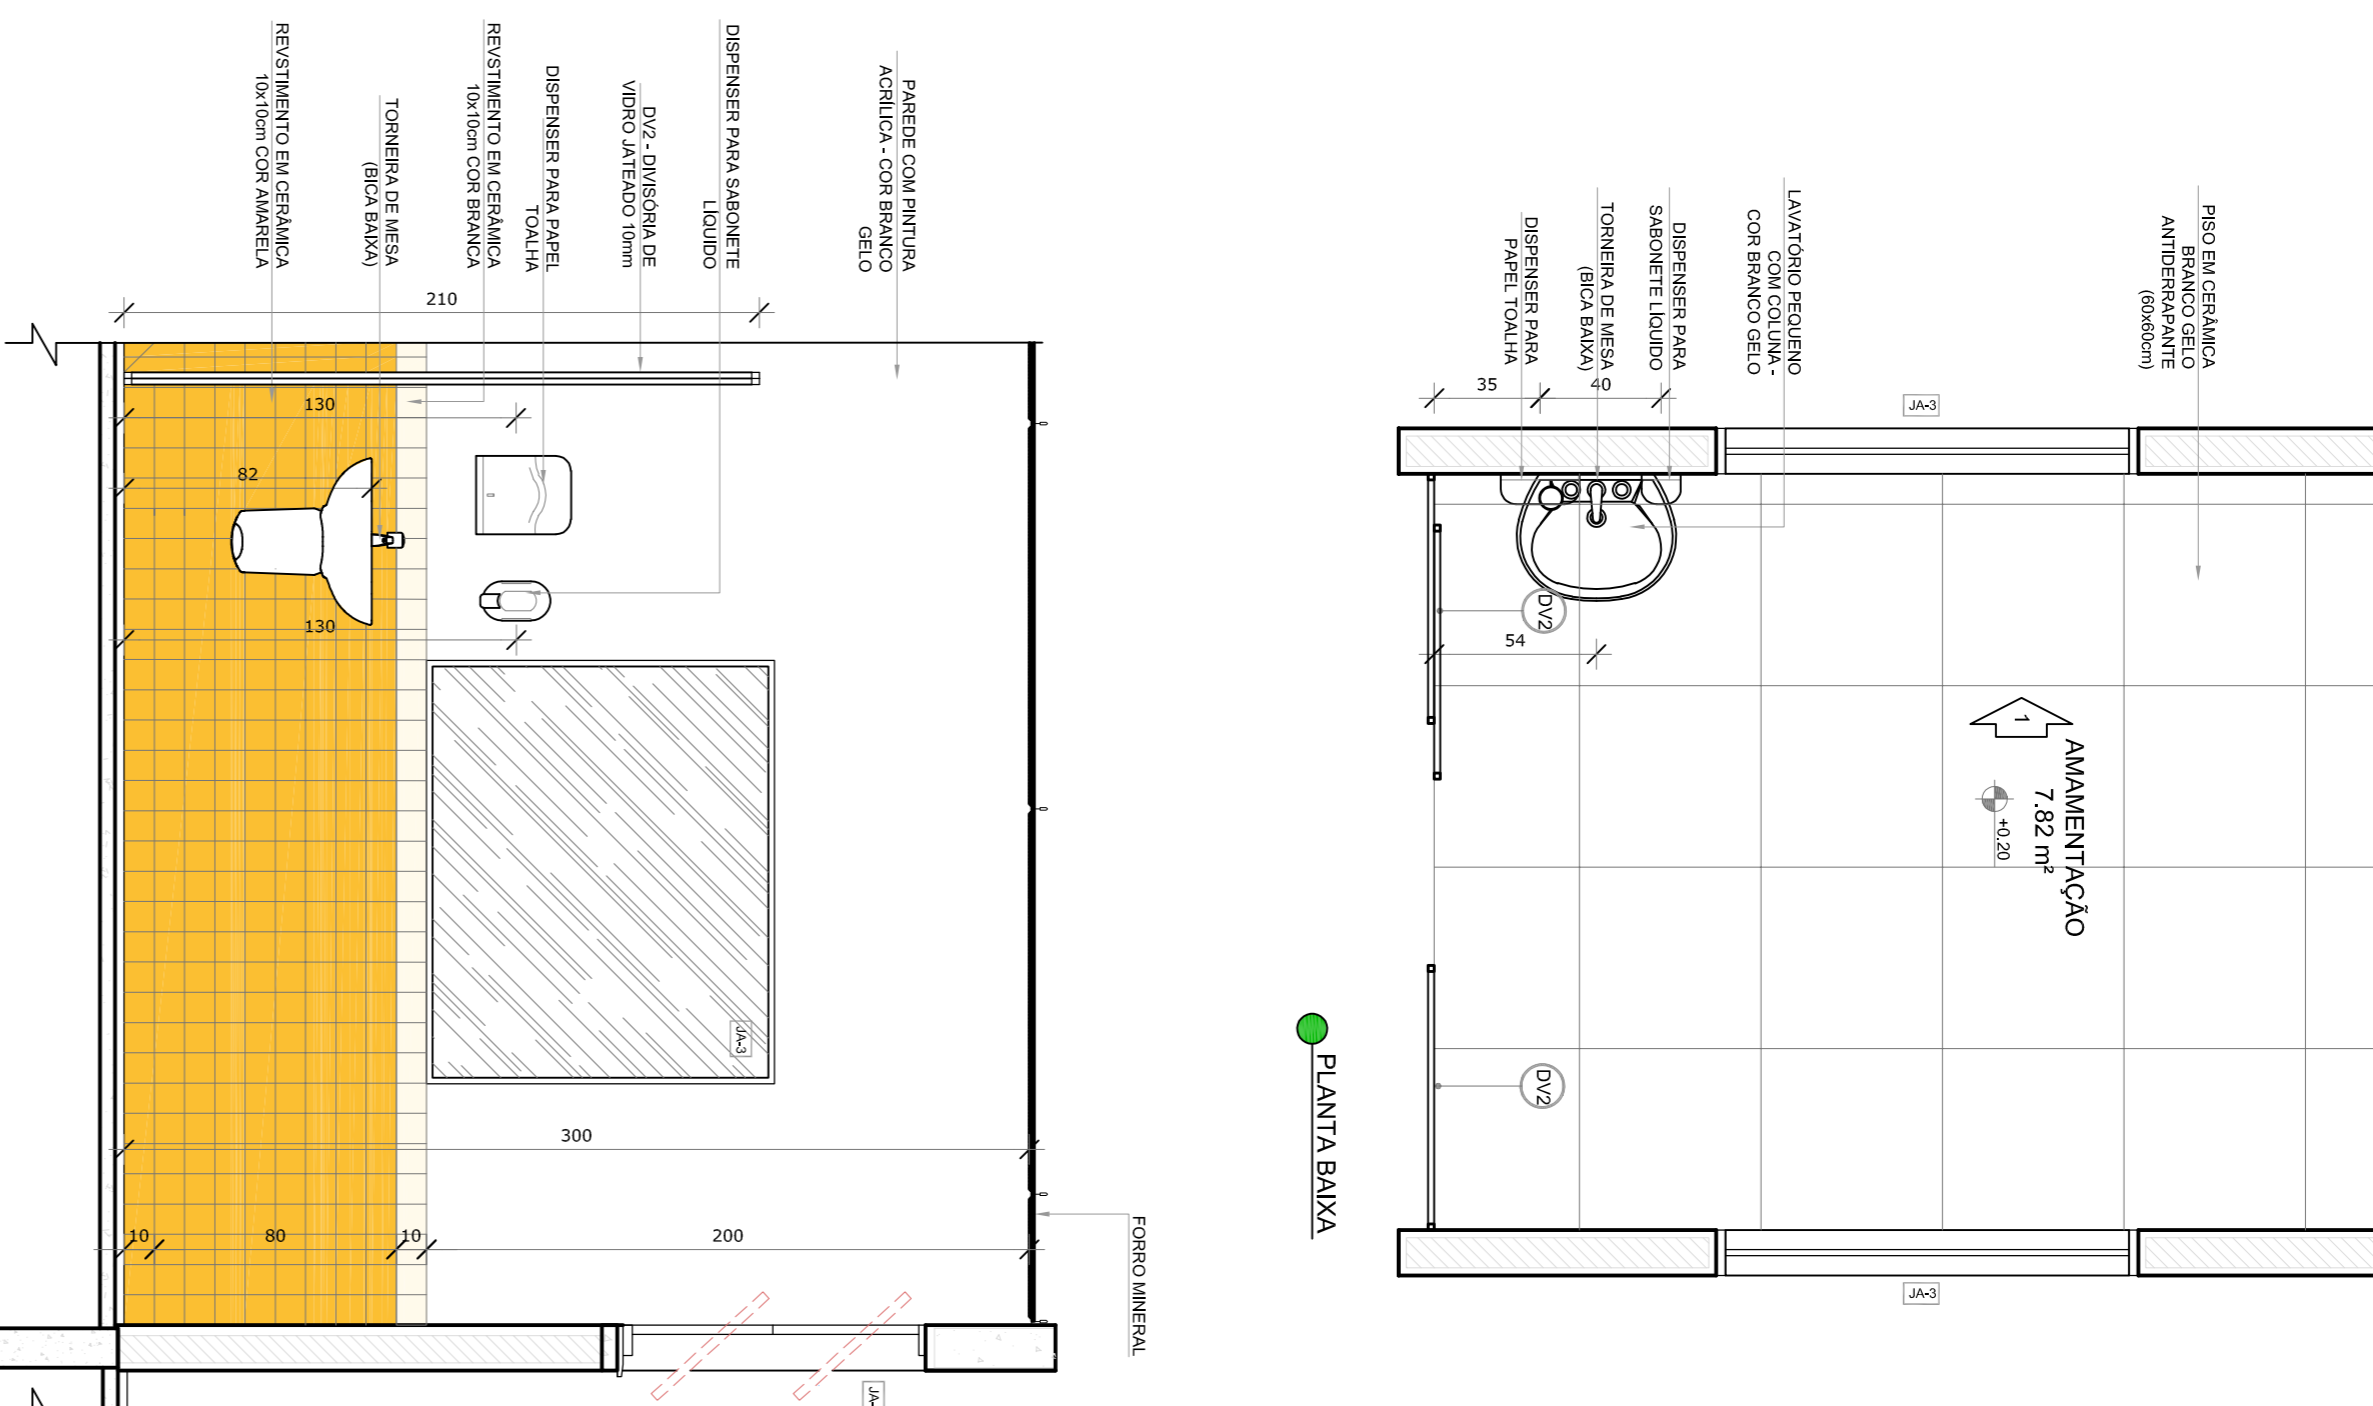 REVSTIMENTO EM CERÂMICA
10x10cm COR AMARELA
TORNEIRA DE MESA
(BICA BAIXA)
REVSTIMENTO EM CERÂMICA
10x10cm COR BRANCA
DISPENSER PARA PAPEL
TOALHA
DV2 - DIVISÓRIA DE
VIDRO JATEADO 10mm
DISPENSER PARA SABONETE
LÍQUIDO
PAREDE COM PINTURA
ACRÍLICA - COR BRANCO
GELO
210
130
82
130
JA-3
300
10
80
10
200
FORRO MINERAL
JA-
DISPENSER PARA
PAPEL TOALHA
TORNEIRA DE MESA
(BICA BAIXA)
DISPENSER PARA
SABONETE LÍQUIDO
LAVATÓRIO PEQUENO
COM COLUNA -
COR BRANCO GELO
PISO EM CERÂMICA
BRANCO GELO
ANTIDERRAPANTE
(60x60cm)
35
40
JA-3
DV2
54
1
AMAMENTAÇÃO
7.82 m²
+0.20
DV2
JA-3
PLANTA BAIXA